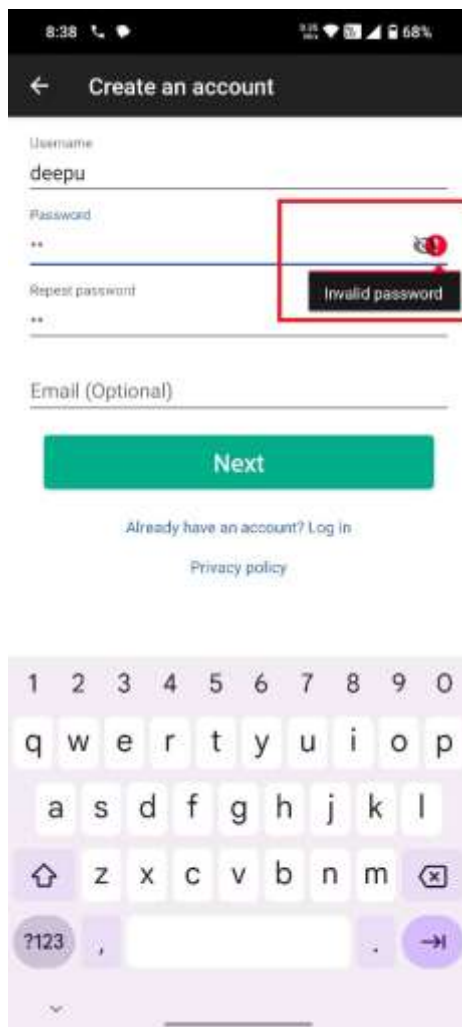 8:38
68%
Create an account
Username
deepu
Password
••
Invalid password
Repeat password
••
Email (Optional)
Next
Already have an account? Log in
Privacy policy
1 2 3 4 5 6 7 8 9 0
q w e r t y u i o p
a s d f g h j k l
z x c v b n m
?123 , .